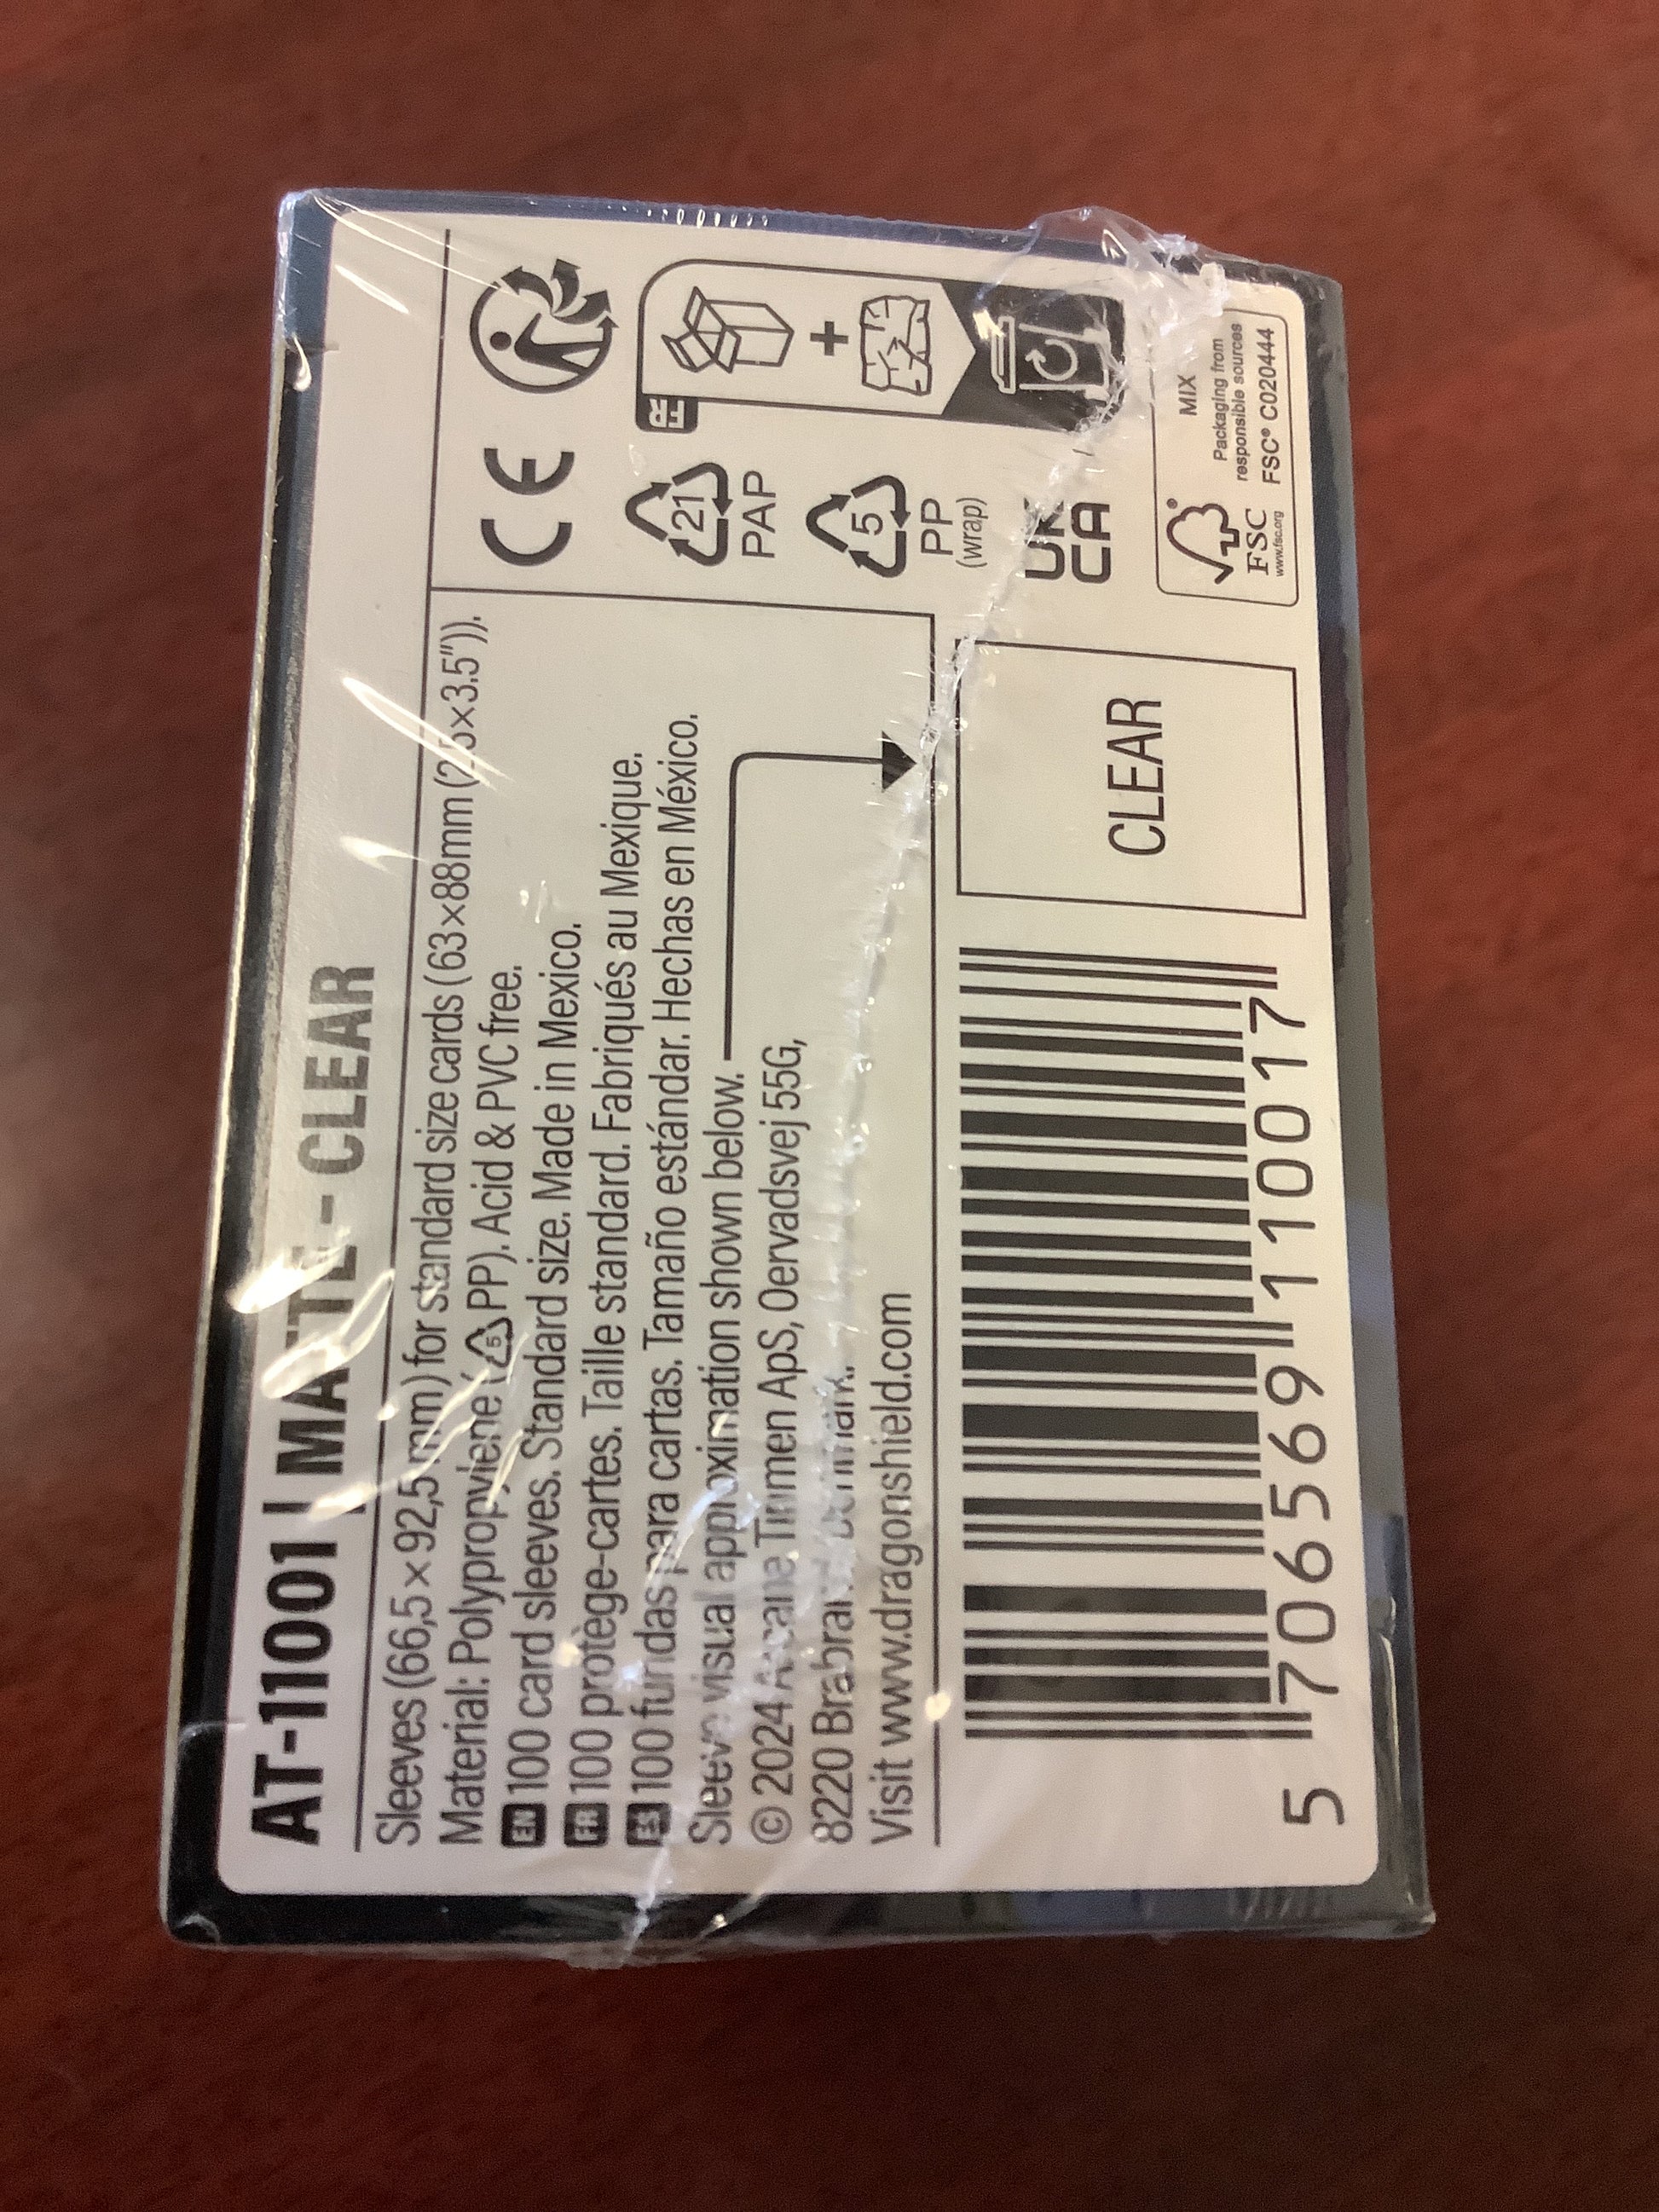 AT-11001 | MATTE - CLEAR
Sleeves (66,5 × 92,5 mm) for standard size cards (63×88mm (2.5×3.5")).
Material: Polypropylene (5 PP). Acid & PVC free.
EN 100 card sleeves. Standard size. Made in Mexico.
FR 100 protège-cartes. Taille standard. Fabriqués au Mexique.
ES 100 fundas para cartas. Tamaño estándar. Hechas en México.
Sleeve visual approximation shown below.
© 2024 Arcane Tinmen ApS, Oervadsvej 55G,
8220 Brabrand, Denmark.
Visit www.dragonshield.com
5 706569 110017
CLEAR
CE
21
PAP
5
PP
(wrap)
UK
CA
FR
+
FSC
www.fsc.org
MIX
Packaging from
responsible sources
FSC® C020444